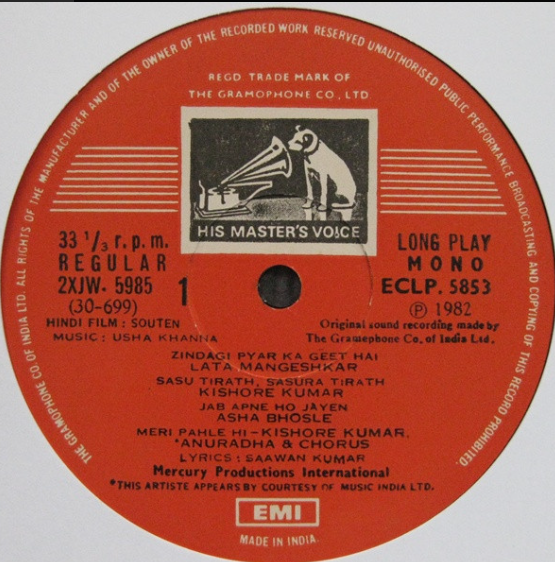 THE GRAMOPHONE CO OF INDIA LTD. ALL RIGHTS OF THE MANUFACTURER AND OF THE OWNER OF THE RECORDED WORK RESERVED UNAUTHORISED PUBLIC PERFORMANCE BROADCASTING AND COPYING OF THIS RECORD PROHIBITED.
REGD TRADE MARK OF
THE GRAMOPHONE CO., LTD
HIS MASTER'S VOICE
33 1/3 r.p.m.
REGULAR
2XJW. 5985
(30-699)
1
LONG PLAY
MONO
ECLP. 5853
Ⓟ 1982
HINDI FILM : SOUTEN
MUSIC : USHA KHANNA
Original sound recording made by
The Gramophone Co. of India Ltd.
ZINDAGI PYAR KA GEET HAI
LATA MANGESHKAR
SASU TIRATH, SASURA TIRATH
KISHORE KUMAR
JAB APNE HO JAYEN
ASHA BHOSLE
MERI PAHLE HI – KISHORE KUMAR,
*ANURADHA & CHORUS
LYRICS : SAAWAN KUMAR
Mercury Productions International
*THIS ARTISTE APPEARS BY COURTESY OF MUSIC INDIA LTD.
EMI
MADE IN INDIA.